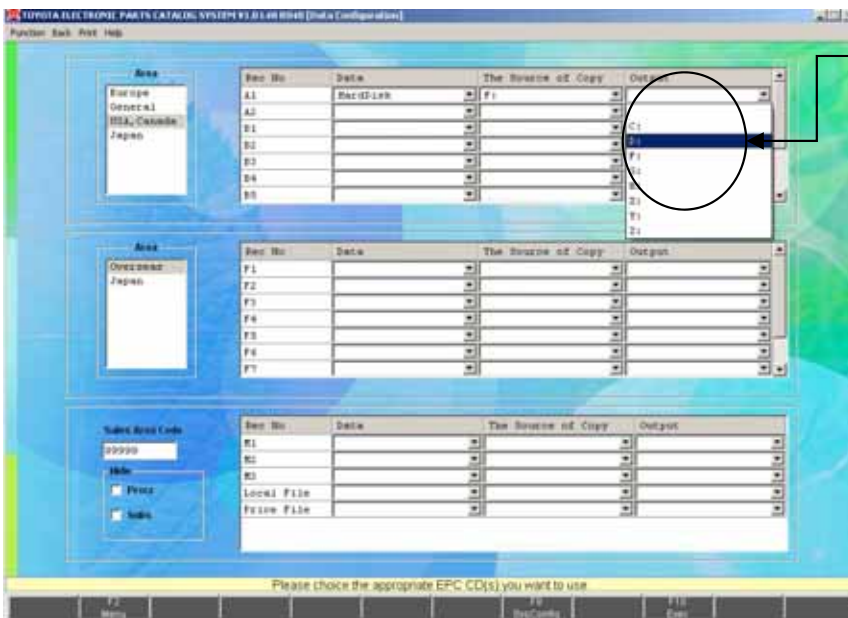 TOYOTA ELECTRONIC PARTS CATALOG SYSTEM [Data Configuration]
Function Back Print Help
Area
Europe
General
USA, Canada
Japan
Rec No Data The Source of Copy Output
A1 HardDisk F:
A2
B1
B2
B3
B4
B5
C:
D:
F:
G:
Area
Overseas
Japan
Rec No Data The Source of Copy Output
F1
F2
F3
F4
F5
F6
F7
Sales Area Code
99999
Hide
Price
Subs
Rec No Data The Source of Copy Output
M1
M2
M3
Local File
Price File
Please choice the appropriate EPC CD(s) you want to use
F2
Menu
F10
Exec